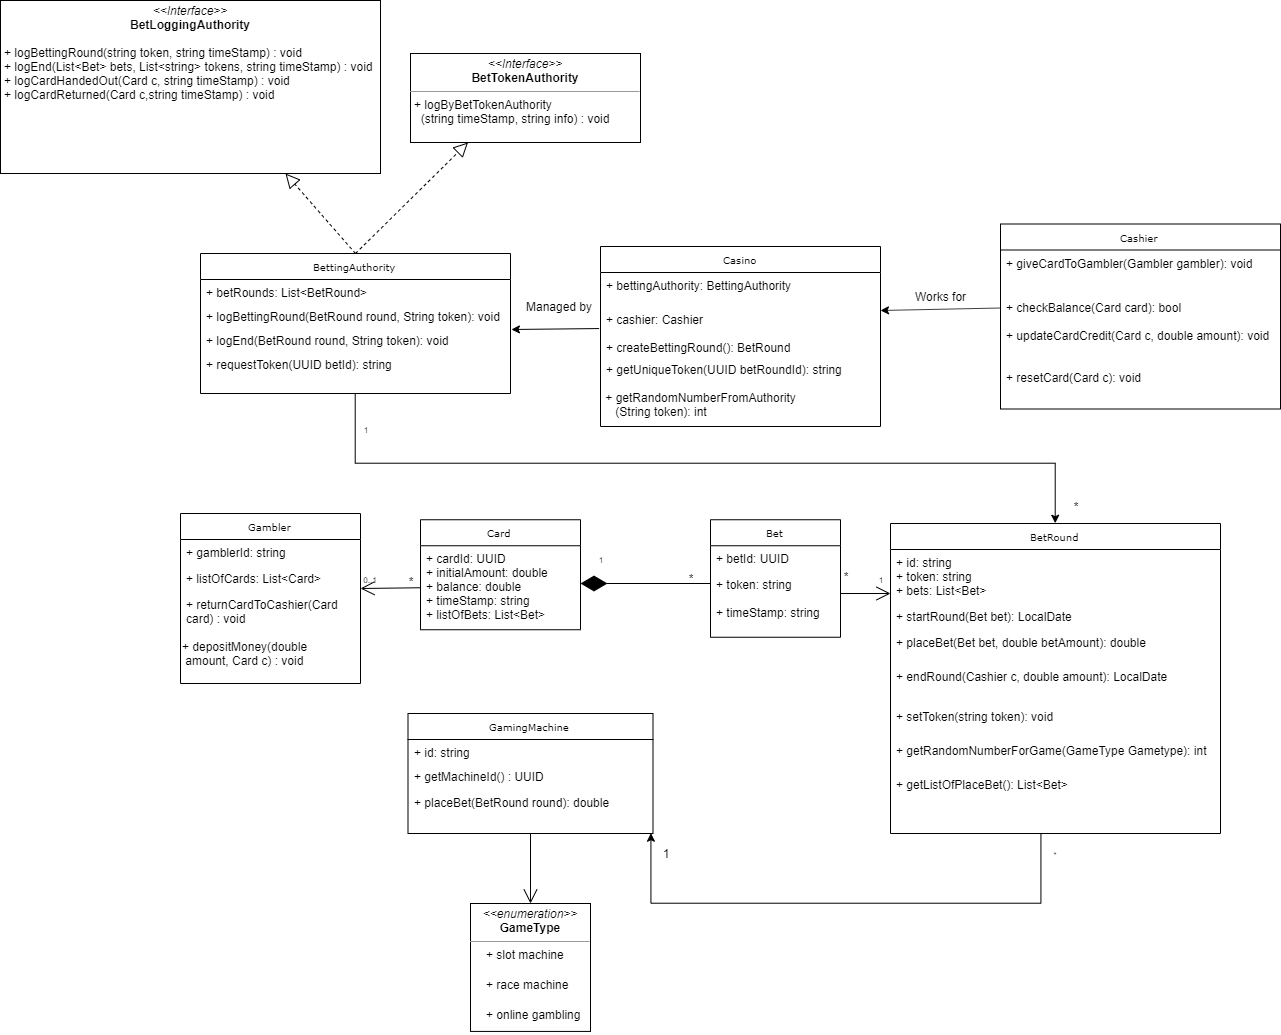 <<Interface>>
BetLoggingAuthority
+ logBettingRound(string token, string timeStamp) : void
+ logEnd(List<Bet> bets, List<string> tokens, string timeStamp) : void
+ logCardHandedOut(Card c, string timeStamp) : void
+ logCardReturned(Card c,string timeStamp) : void
<<Interface>>
BetTokenAuthority
+ logByBetTokenAuthority
(string timeStamp, string info) : void
BettingAuthority
+ betRounds: List<BetRound>
+ logBettingRound(BetRound round, String token): void
+ logEnd(BetRound round, String token): void
+ requestToken(UUID betId): string
Managed by
Casino
+ bettingAuthority: BettingAuthority
+ cashier: Cashier
+ createBettingRound(): BetRound
+ getUniqueToken(UUID betRoundId): string
+ getRandomNumberFromAuthority
(String token): int
Works for
Cashier
+ giveCardToGambler(Gambler gambler): void
+ checkBalance(Card card): bool
+ updateCardCredit(Card c, double amount): void
+ resetCard(Card c): void
1
*
Gambler
+ gamblerId: string
+ listOfCards: List<Card>
+ returnCardToCashier(Card
card) : void
+ depositMoney(double
amount, Card c) : void
0..1
*
Card
+ cardId: UUID
+ initialAmount: double
+ balance: double
+ timeStamp: string
+ listOfBets: List<Bet>
1
*
Bet
+ betId: UUID
+ token: string
+ timeStamp: string
*
1
BetRound
+ id: string
+ token: string
+ bets: List<Bet>
+ startRound(Bet bet): LocalDate
+ placeBet(Bet bet, double betAmount): double
+ endRound(Cashier c, double amount): LocalDate
+ setToken(string token): void
+ getRandomNumberForGame(GameType Gametype): int
+ getListOfPlaceBet(): List<Bet>
GamingMachine
+ id: string
+ getMachineId() : UUID
+ placeBet(BetRound round): double
1
*
<<enumeration>>
GameType
+ slot machine
+ race machine
+ online gambling